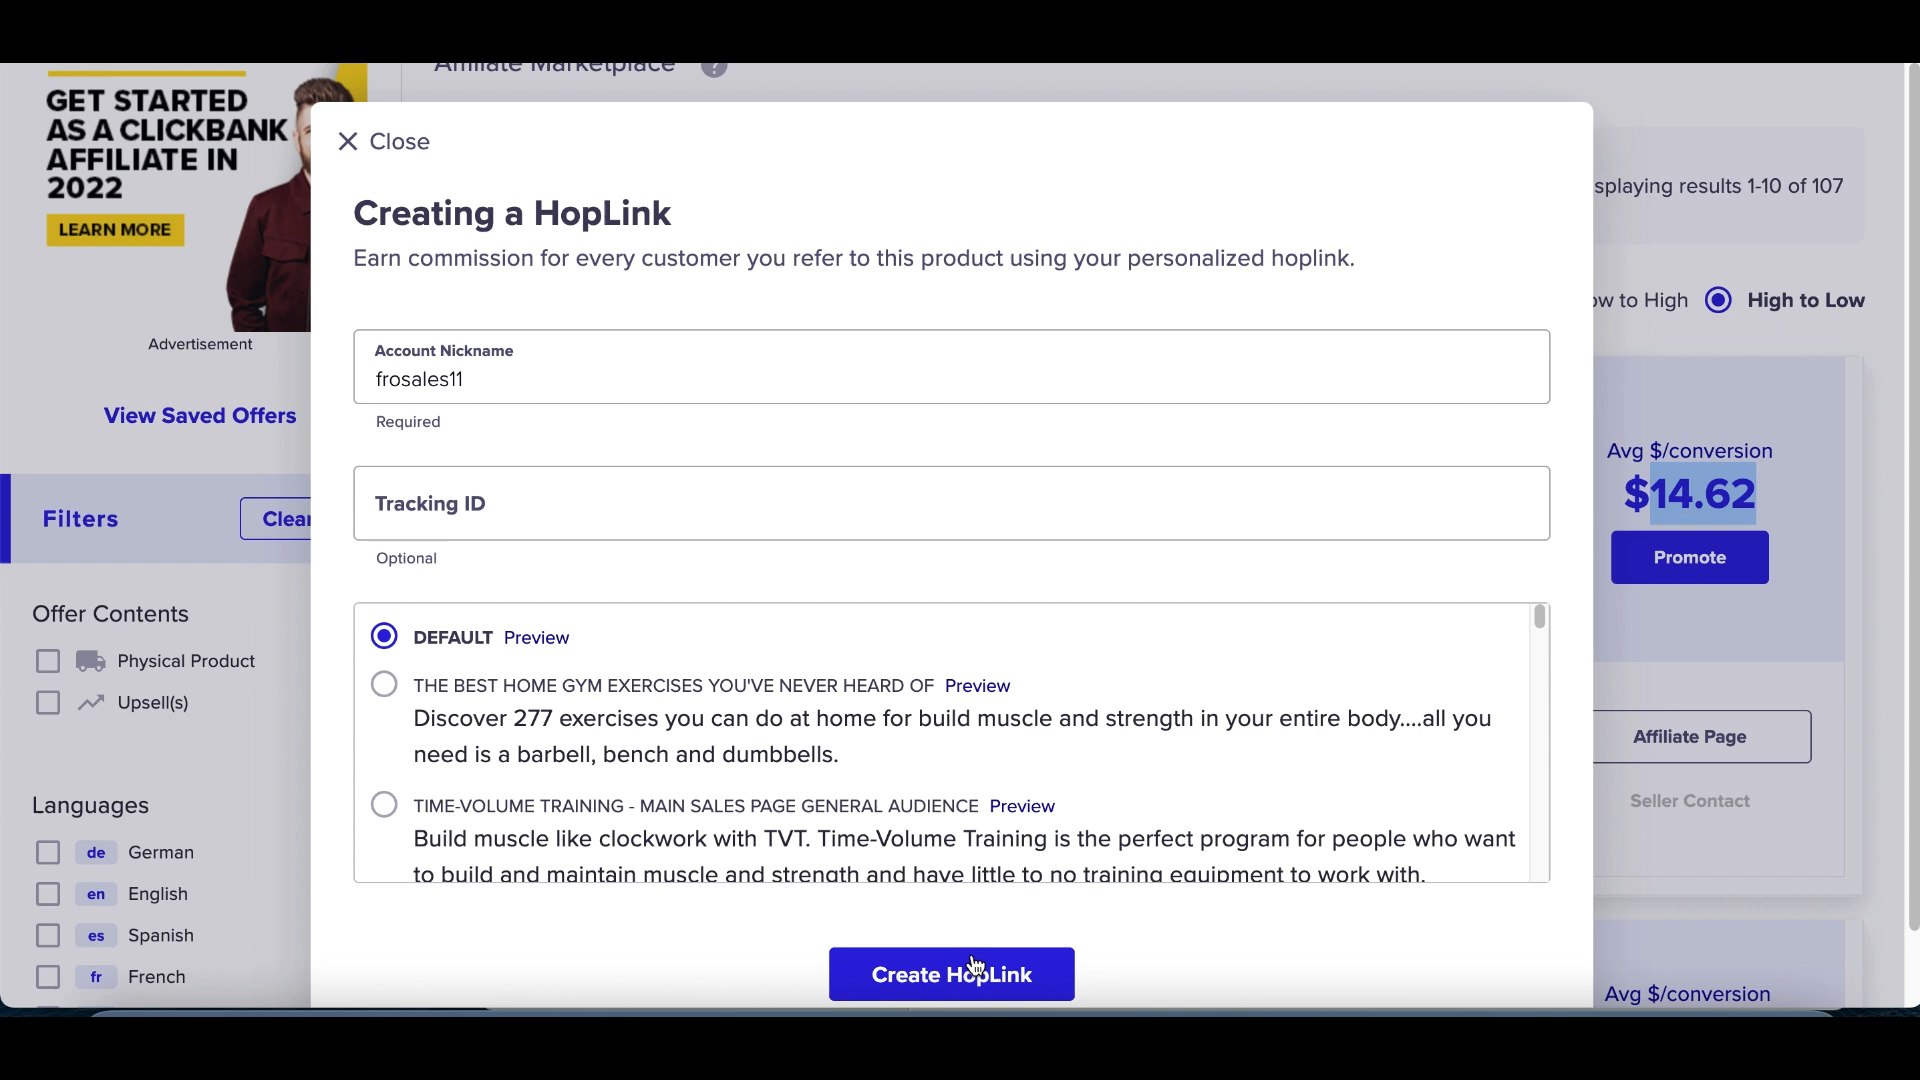 Affiliate Marketplace ?
GET STARTED
AS A CLICKBANK
AFFILIATE IN
2022
LEARN MORE
Advertisement
View Saved Offers
Filters
Clear
Offer Contents
Physical Product
Upsell(s)
Languages
de German
en English
es Spanish
fr French
Close
Creating a HopLink
Earn commission for every customer you refer to this product using your personalized hoplink.
Account Nickname
frosales11
Required
Tracking ID
Optional
DEFAULT Preview
THE BEST HOME GYM EXERCISES YOU'VE NEVER HEARD OF Preview
Discover 277 exercises you can do at home for build muscle and strength in your entire body....all you
need is a barbell, bench and dumbbells.
TIME-VOLUME TRAINING - MAIN SALES PAGE GENERAL AUDIENCE Preview
Build muscle like clockwork with TVT. Time-Volume Training is the perfect program for people who want
to build and maintain muscle and strength and have little to no training equipment to work with.
Create HopLink
splaying results 1-10 of 107
ow to High High to Low
Avg $/conversion
$14.62
Promote
Affiliate Page
Seller Contact
Avg $/conversion